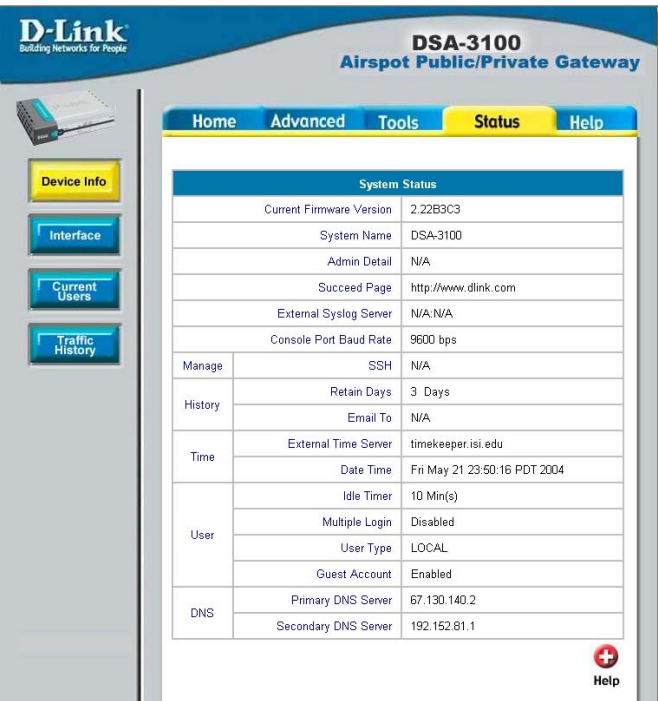 D-Link
Building Networks for People
DSA-3100
Airspot Public/Private Gateway
Home Advanced Tools Status Help
Device Info
Interface
Current
Users
Traffic
History
System Status
Current Firmware Version 2.22B3C3
System Name DSA-3100
Admin Detail N/A
Succeed Page http://www.dlink.com
External Syslog Server N/A:N/A
Console Port Baud Rate 9600 bps
Manage SSH N/A
History Retain Days 3 Days
Email To N/A
Time External Time Server timekeeper.isi.edu
Date Time Fri May 21 23:50:16 PDT 2004
User Idle Timer 10 Min(s)
Multiple Login Disabled
User Type LOCAL
Guest Account Enabled
DNS Primary DNS Server 67.130.140.2
Secondary DNS Server 192.152.81.1
Help